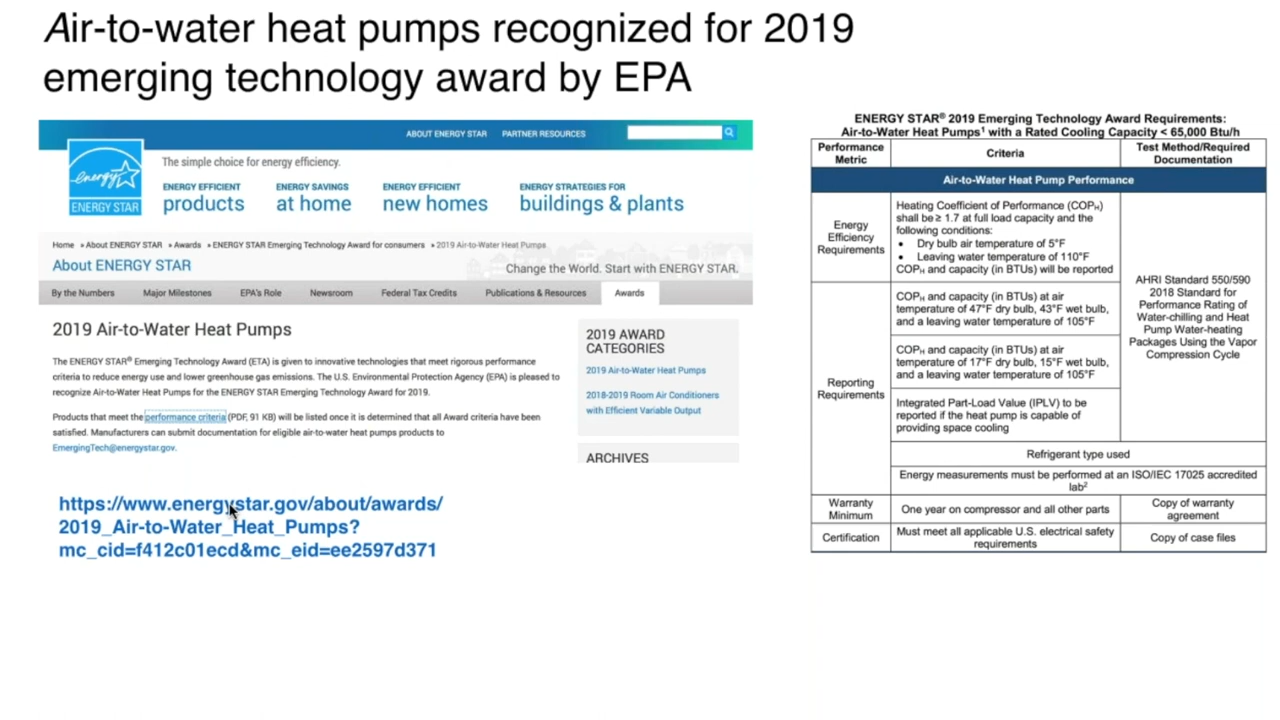 Air-to-water heat pumps recognized for 2019
emerging technology award by EPA
ABOUT ENERGY STAR PARTNER RESOURCES
The simple choice for energy efficiency.
energy
ENERGY STAR
ENERGY EFFICIENT
products
ENERGY SAVINGS
at home
ENERGY EFFICIENT
new homes
ENERGY STRATEGIES FOR
buildings & plants
Home » About ENERGY STAR » Awards » ENERGY STAR Emerging Technology Award for consumers » 2019 Air-to-Water Heat Pumps
About ENERGY STAR
Change the World. Start with ENERGY STAR.
By the Numbers Major Milestones EPA's Role Newsroom Federal Tax Credits Publications & Resources Awards
2019 Air-to-Water Heat Pumps
The ENERGY STAR® Emerging Technology Award (ETA) is given to innovative technologies that meet rigorous performance
criteria to reduce energy use and lower greenhouse gas emissions. The U.S. Environmental Protection Agency (EPA) is pleased to
recognize Air-to-Water Heat Pumps for the ENERGY STAR Emerging Technology Award for 2019.
Products that meet the performance criteria (PDF, 91 KB) will be listed once it is determined that all Award criteria have been
satisfied. Manufacturers can submit documentation for eligible air-to-water heat pumps products to
EmergingTech@energystar.gov.
2019 AWARD
CATEGORIES
2019 Air-to-Water Heat Pumps
2018-2019 Room Air Conditioners
with Efficient Variable Output
ARCHIVES
https://www.energystar.gov/about/awards/
2019_Air-to-Water_Heat_Pumps?
mc_cid=f412c01ecd&mc_eid=ee2597d371
ENERGY STAR® 2019 Emerging Technology Award Requirements:
Air-to-Water Heat Pumps¹ with a Rated Cooling Capacity < 65,000 Btu/h
Performance
Metric
Criteria
Test Method/Required
Documentation
Air-to-Water Heat Pump Performance
Energy
Efficiency
Requirements
Heating Coefficient of Performance (COPH)
shall be ≥ 1.7 at full load capacity and the
following conditions:
• Dry bulb air temperature of 5°F
• Leaving water temperature of 110°F
COPH and capacity (in BTUs) will be reported
AHRI Standard 550/590
2018 Standard for
Performance Rating of
Water-chilling and Heat
Pump Water-heating
Packages Using the Vapor
Compression Cycle
Reporting
Requirements
COPH and capacity (in BTUs) at air
temperature of 47°F dry bulb, 43°F wet bulb,
and a leaving water temperature of 105°F
COPH and capacity (in BTUs) at air
temperature of 17°F dry bulb, 15°F wet bulb,
and a leaving water temperature of 105°F
Integrated Part-Load Value (IPLV) to be
reported if the heat pump is capable of
providing space cooling
Refrigerant type used
Energy measurements must be performed at an ISO/IEC 17025 accredited
lab²
Warranty
Minimum
One year on compressor and all other parts
Copy of warranty
agreement
Certification
Must meet all applicable U.S. electrical safety
requirements
Copy of case files